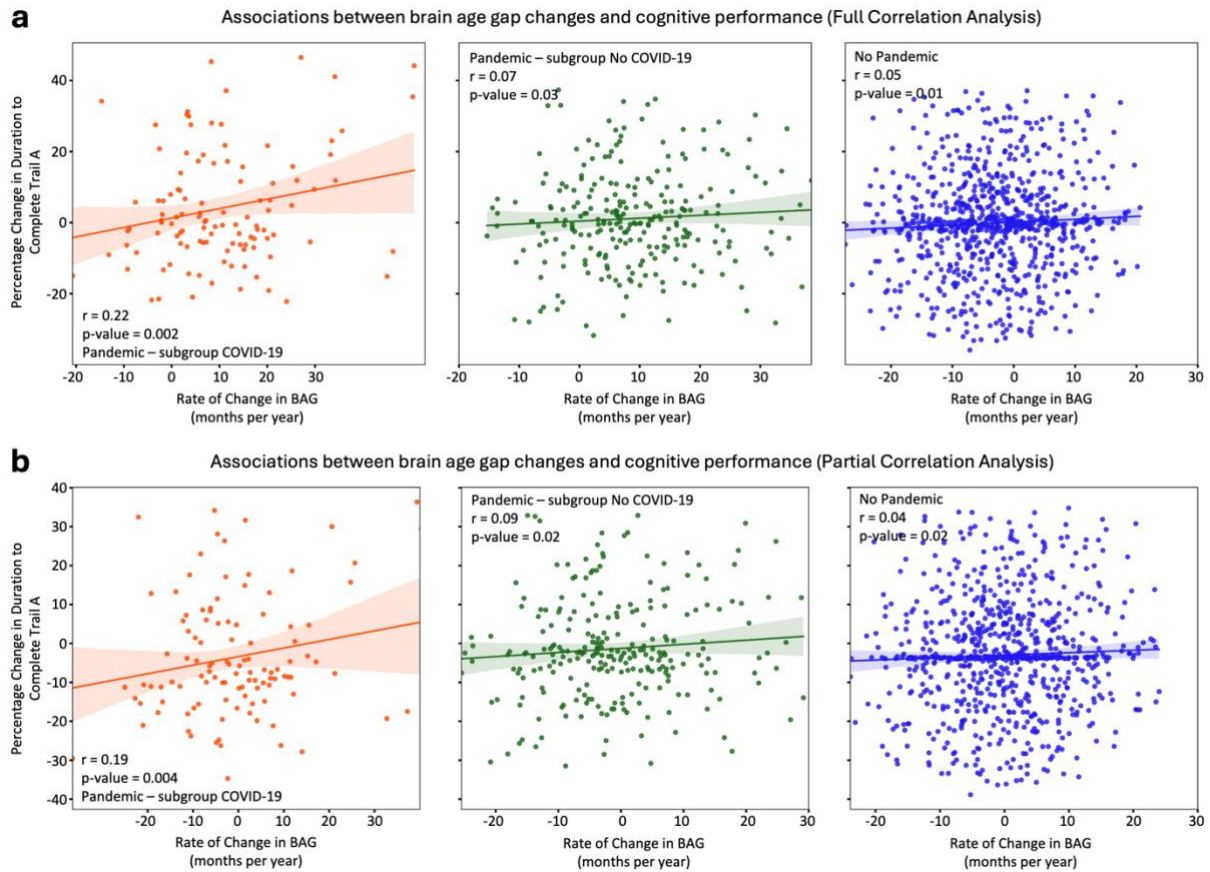 a
Associations between brain age gap changes and cognitive performance (Full Correlation Analysis)
Percentage Change in Duration to
Complete Trail A
40
20
0
-20
r = 0.22
p-value = 0.002
Pandemic – subgroup COVID-19
-20 -10 0 10 20 30
Rate of Change in BAG
(months per year)
Pandemic – subgroup No COVID-19
r = 0.07
p-value = 0.03
-20 -10 0 10 20 30
Rate of Change in BAG
(months per year)
No Pandemic
r = 0.05
p-value = 0.01
-20 -10 0 10 20 30
Rate of Change in BAG
(months per year)
b
Associations between brain age gap changes and cognitive performance (Partial Correlation Analysis)
Percentage Change in Duration to
Complete Trail A
40
30
20
10
0
-10
-20
-30
-40
r = 0.19
p-value = 0.004
Pandemic – subgroup COVID-19
-20 -10 0 10 20 30
Rate of Change in BAG
(months per year)
Pandemic – subgroup No COVID-19
r = 0.09
p-value = 0.02
-20 -10 0 10 20 30
Rate of Change in BAG
(months per year)
No Pandemic
r = 0.04
p-value = 0.02
-20 -10 0 10 20 30
Rate of Change in BAG
(months per year)